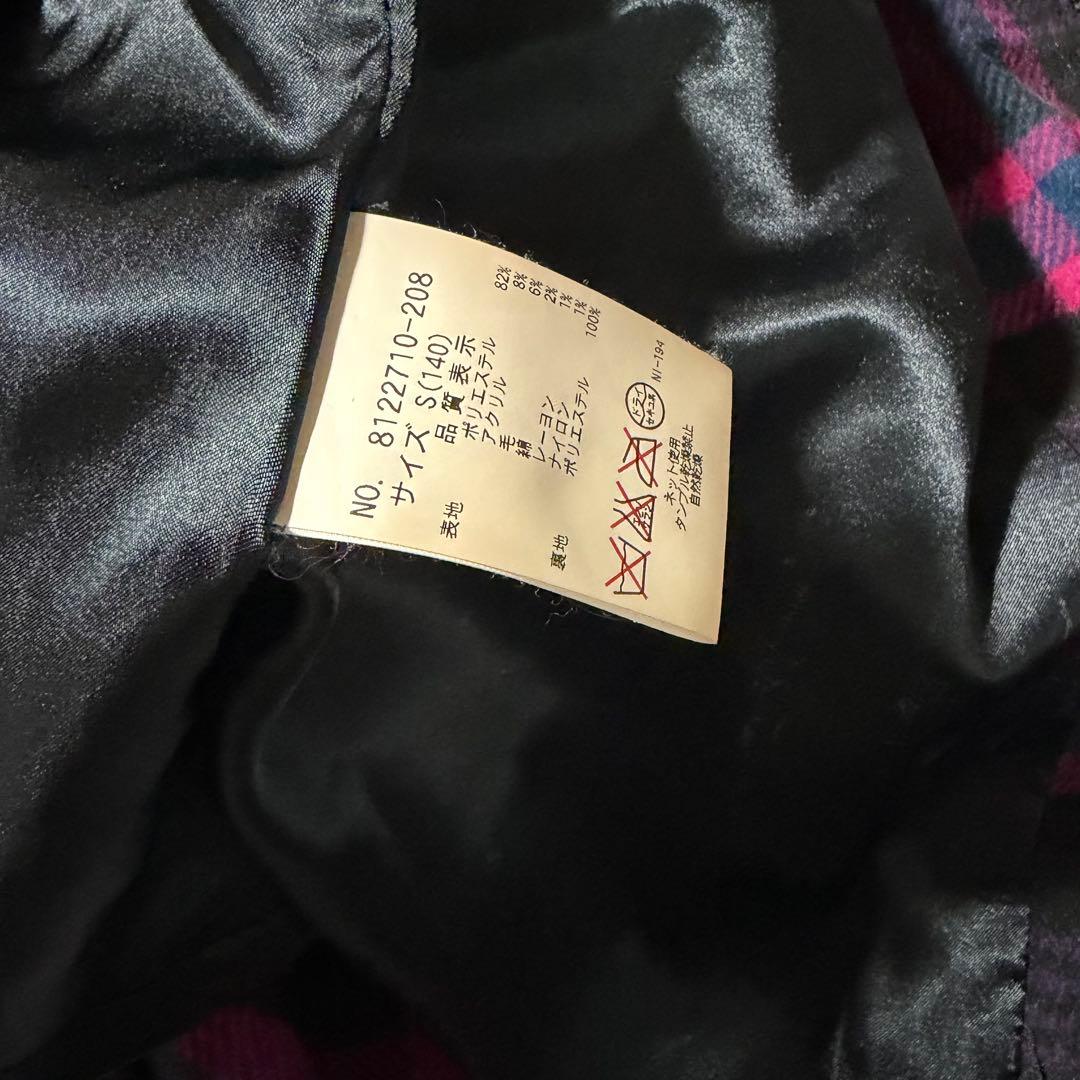 NO. 8122710-208
サイズ S(140)
品質表示
表地 ポリエステル 82%
アクリル 8%
毛 6%
綿 2%
レーヨン 1%
ナイロン 1%
裏地 ポリエステル 100%
ドライ
セキユ系
NI-194
ネット使用
タンブル乾燥禁止
自然乾燥